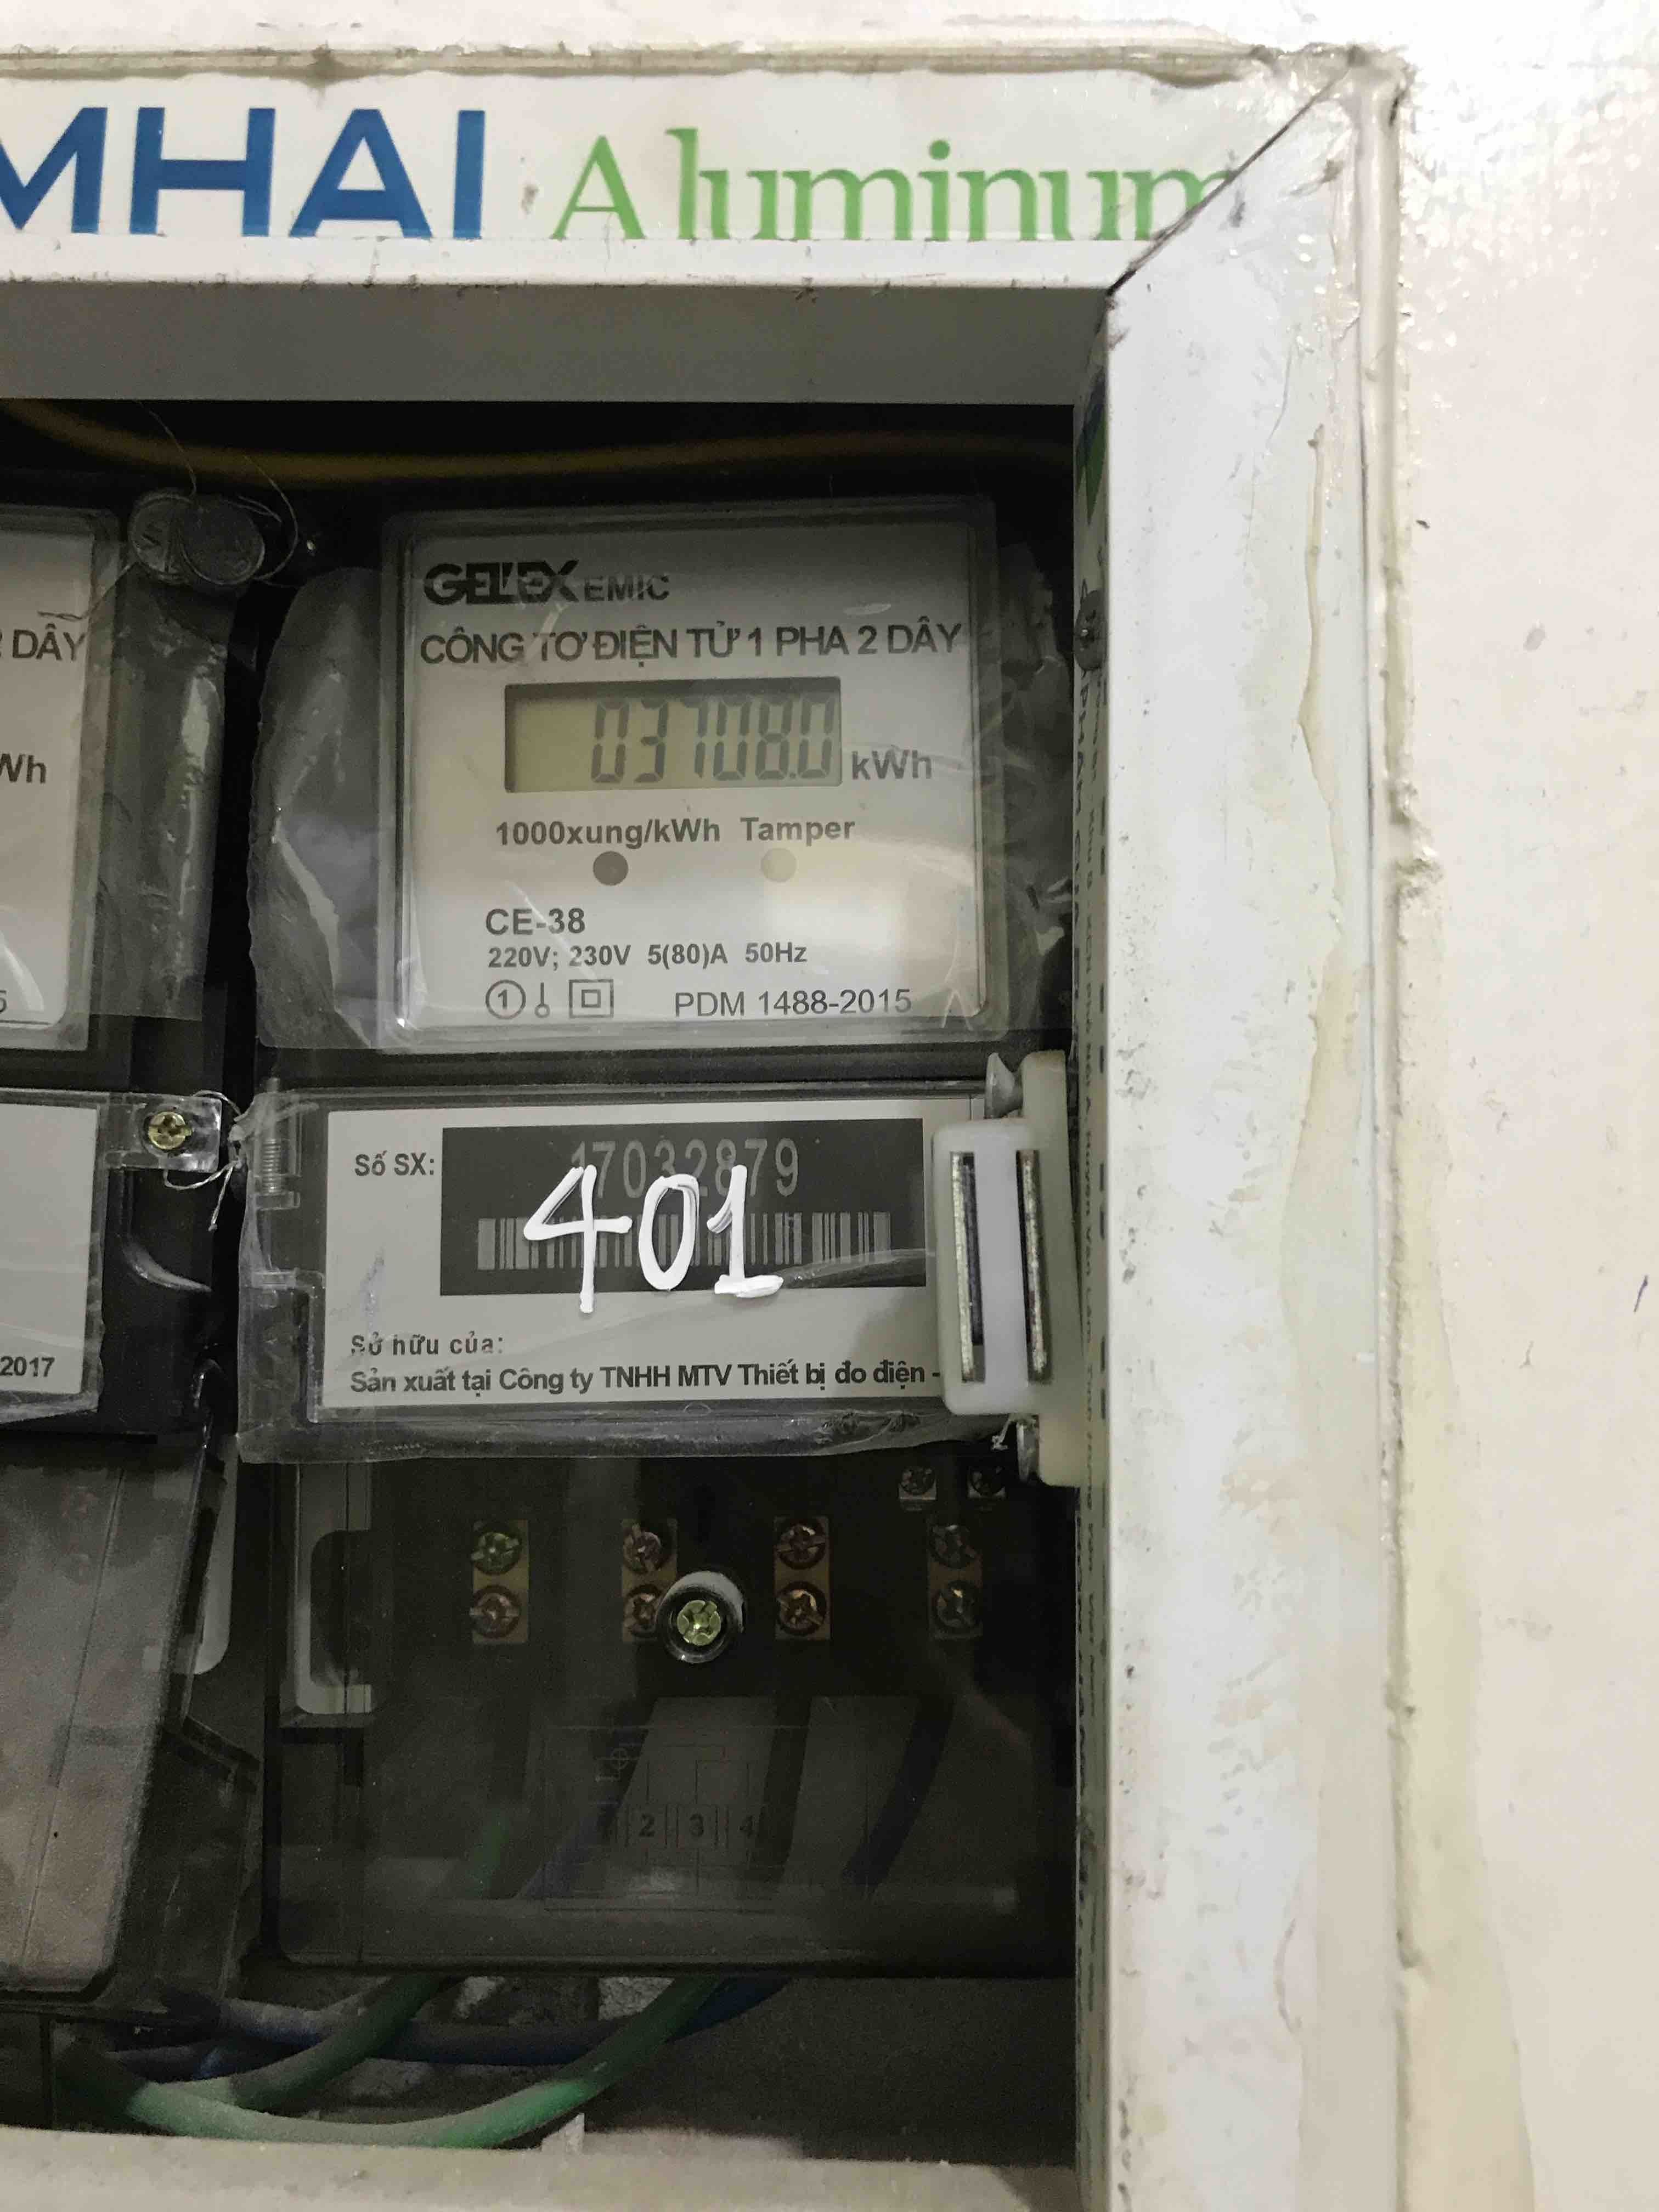 MHAI Aluminum
GELEX EMIC
CÔNG TƠ ĐIỆN TỬ 1 PHA 2 DÂY
DÂY
03708.0 kWh
Wh
1000xung/kWh Tamper
CE-38
220V; 230V 5(80)A 50Hz
1 PDM 1488-2015
Số SX: 17032879
401
Sở hữu của:
Sản xuất tại Công ty TNHH MTV Thiết bị đo điện -
2017
2 3 4